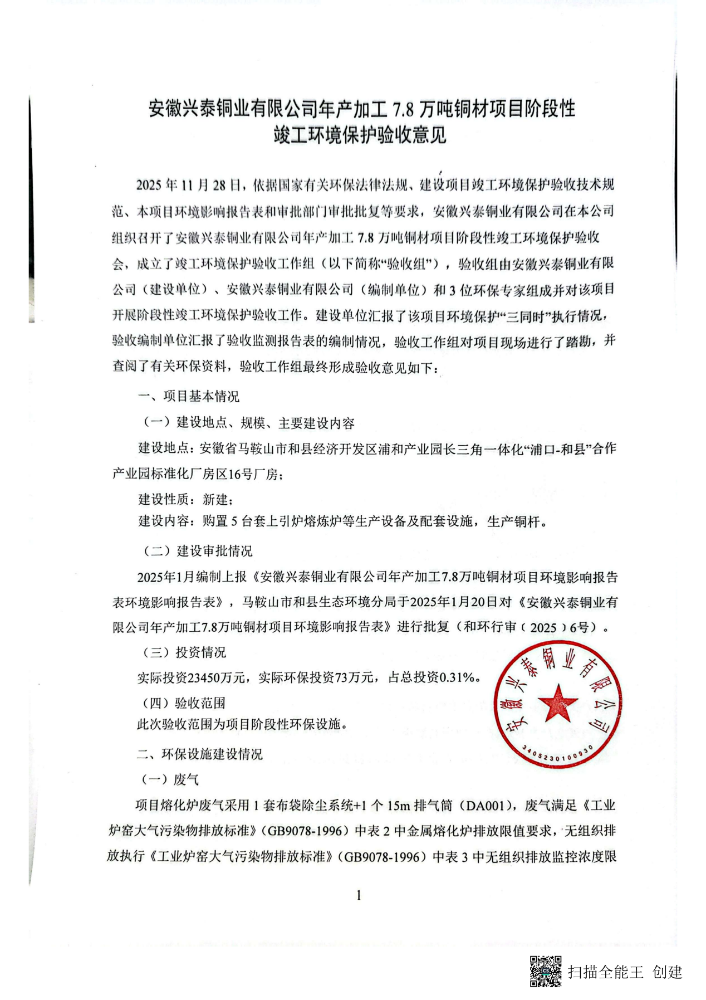 安徽兴泰铜业有限公司年产加工 7.8 万吨铜材项目阶段性
竣工环境保护验收意见
2025 年 11 月 28 日，依据国家有关环保法律法规、建设项目竣工环境保护验收技术规
范、本项目环境影响报告表和审批部门审批批复等要求，安徽兴泰铜业有限公司在本公司
组织召开了安徽兴泰铜业有限公司年产加工 7.8 万吨铜材项目阶段性竣工环境保护验收
会，成立了竣工环境保护验收工作组（以下简称“验收组”），验收组由安徽兴泰铜业有限
公司（建设单位）、安徽兴泰铜业有限公司（编制单位）和 3 位环保专家组成并对该项目
开展阶段性竣工环境保护验收工作。建设单位汇报了该项目环境保护“三同时”执行情况，
验收编制单位汇报了验收监测报告表的编制情况，验收工作组对项目现场进行了踏勘，并
查阅了有关环保资料，验收工作组最终形成验收意见如下：
一、项目基本情况
（一）建设地点、规模、主要建设内容
建设地点：安徽省马鞍山市和县经济开发区浦和产业园长三角一体化“浦口-和县”合作
产业园标准化厂房区16号厂房；
建设性质：新建；
建设内容：购置 5 台套上引炉熔炼炉等生产设备及配套设施，生产铜杆。
（二）建设审批情况
2025年1月编制上报《安徽兴泰铜业有限公司年产加工7.8万吨铜材项目环境影响报告
表环境影响报告表》，马鞍山市和县生态环境分局于2025年1月20日对《安徽兴泰铜业有
限公司年产加工7.8万吨铜材项目环境影响报告表》进行批复（和环行审﹝2025﹞6号）。
（三）投资情况
实际投资23450万元，实际环保投资73万元，占总投资0.31%。
（四）验收范围
此次验收范围为项目阶段性环保设施。
安徽兴泰铜业有限公司
3405230100930
二、环保设施建设情况
（一）废气
项目熔化炉废气采用 1 套布袋除尘系统+1 个 15m 排气筒（DA001），废气满足《工业
炉窑大气污染物排放标准》（GB9078-1996）中表 2 中金属熔化炉排放限值要求，无组织排
放执行《工业炉窑大气污染物排放标准》（GB9078-1996）中表 3 中无组织排放监控浓度限
1
CS
扫描全能王 创建